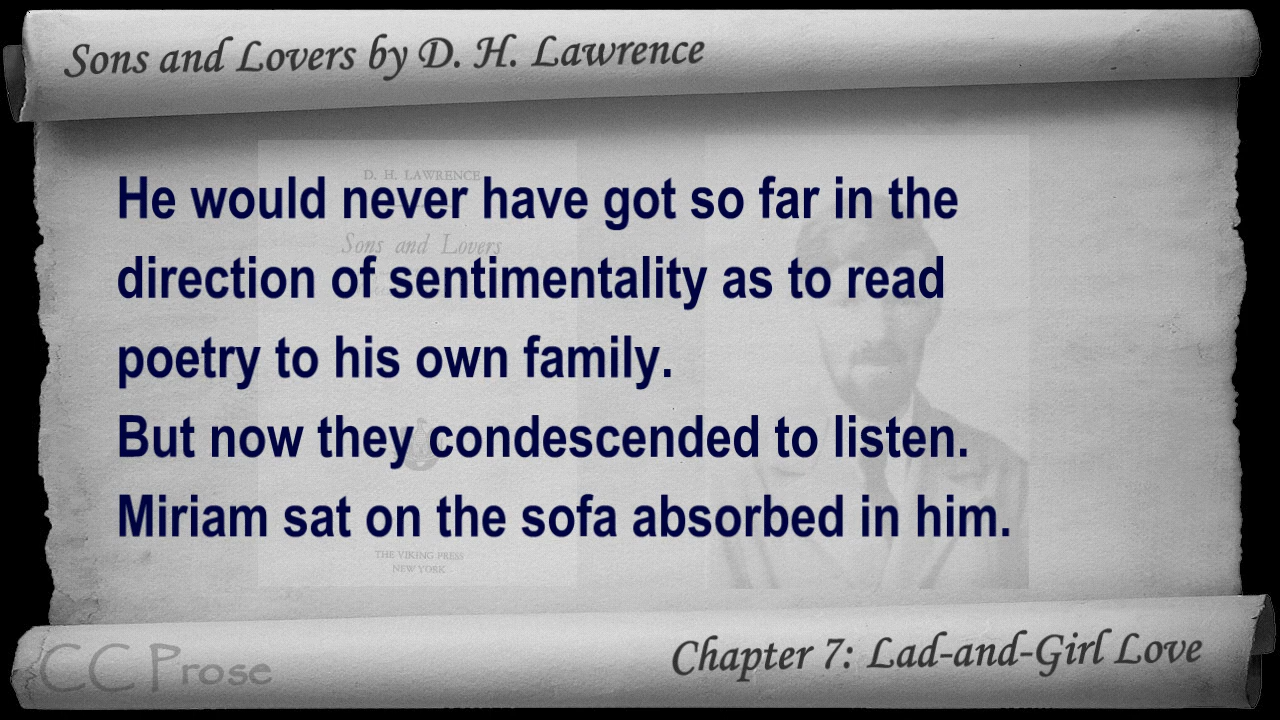 Sons and Lovers by D. H. Lawrence
D. H. LAWRENCE
He would never have got so far in the
Sons and Lovers
direction of sentimentality as to read
poetry to his own family.
But now they condescended to listen.
Miriam sat on the sofa absorbed in him.
THE VIKING PRESS
NEW YORK
CC Prose
Chapter 7: Lad-and-Girl Love